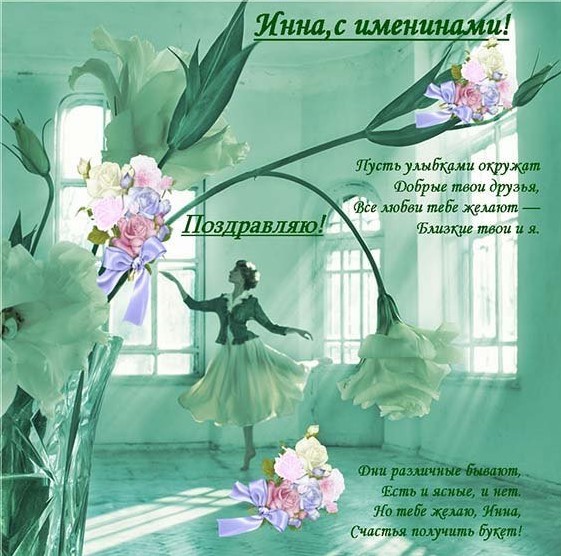 Инна,с именинами!
Пусть улыбками окружат
Добрые твои друзья,
Все любви тебе желают —
Близкие твои и я.
Поздравляю!
Дни различные бывают,
Есть и ясные, и нет.
Но тебе желаю, Инна,
Счастья получить букет!